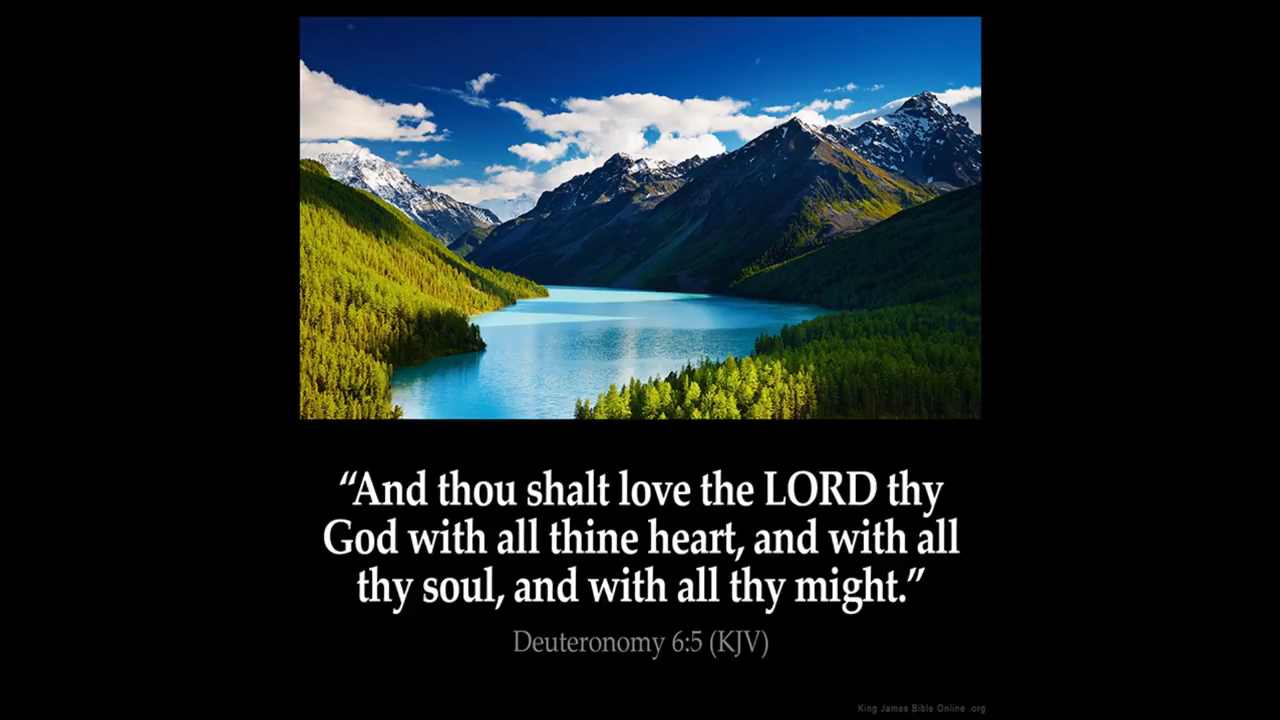 “And thou shalt love the LORD thy
God with all thine heart, and with all
thy soul, and with all thy might.”
Deuteronomy 6:5 (KJV)
King James Bible Online .org